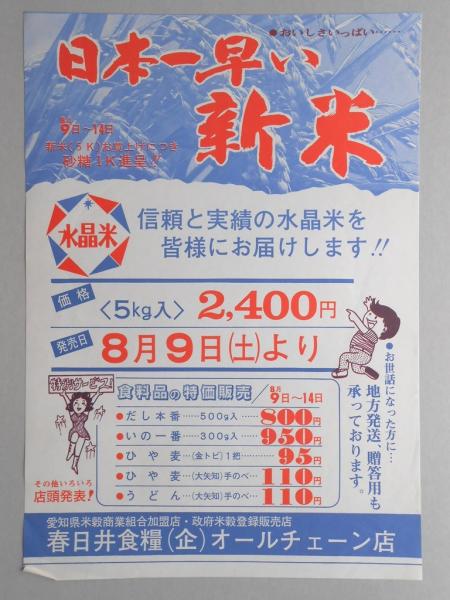 ●おいしさいっぱい……
日本一早い
新米
8月
9日〜14日
新米(5K)お買上げにつき
砂糖1K進呈!!
水晶米
信頼と実績の水晶米を
皆様にお届けします!!
価格
〈5kg入〉2,400円
発売日
8月9日(土)より
●お世話になった方に…
地方発送、贈答用も
承っております。
特別サービス!
その他いろいろ
店頭発表!
食料品の特価販売 8月9日〜14日
●だし本番……500g入……800円
●いの一番……300g入……950円
●ひや麦……(金トビ)1把……95円
●ひや麦……(大矢知)手のべ…110円
●うどん……(大矢知)手のべ…110円
愛知県米穀商業組合加盟店・政府米穀登録販売店
春日井食糧(企)オールチェーン店